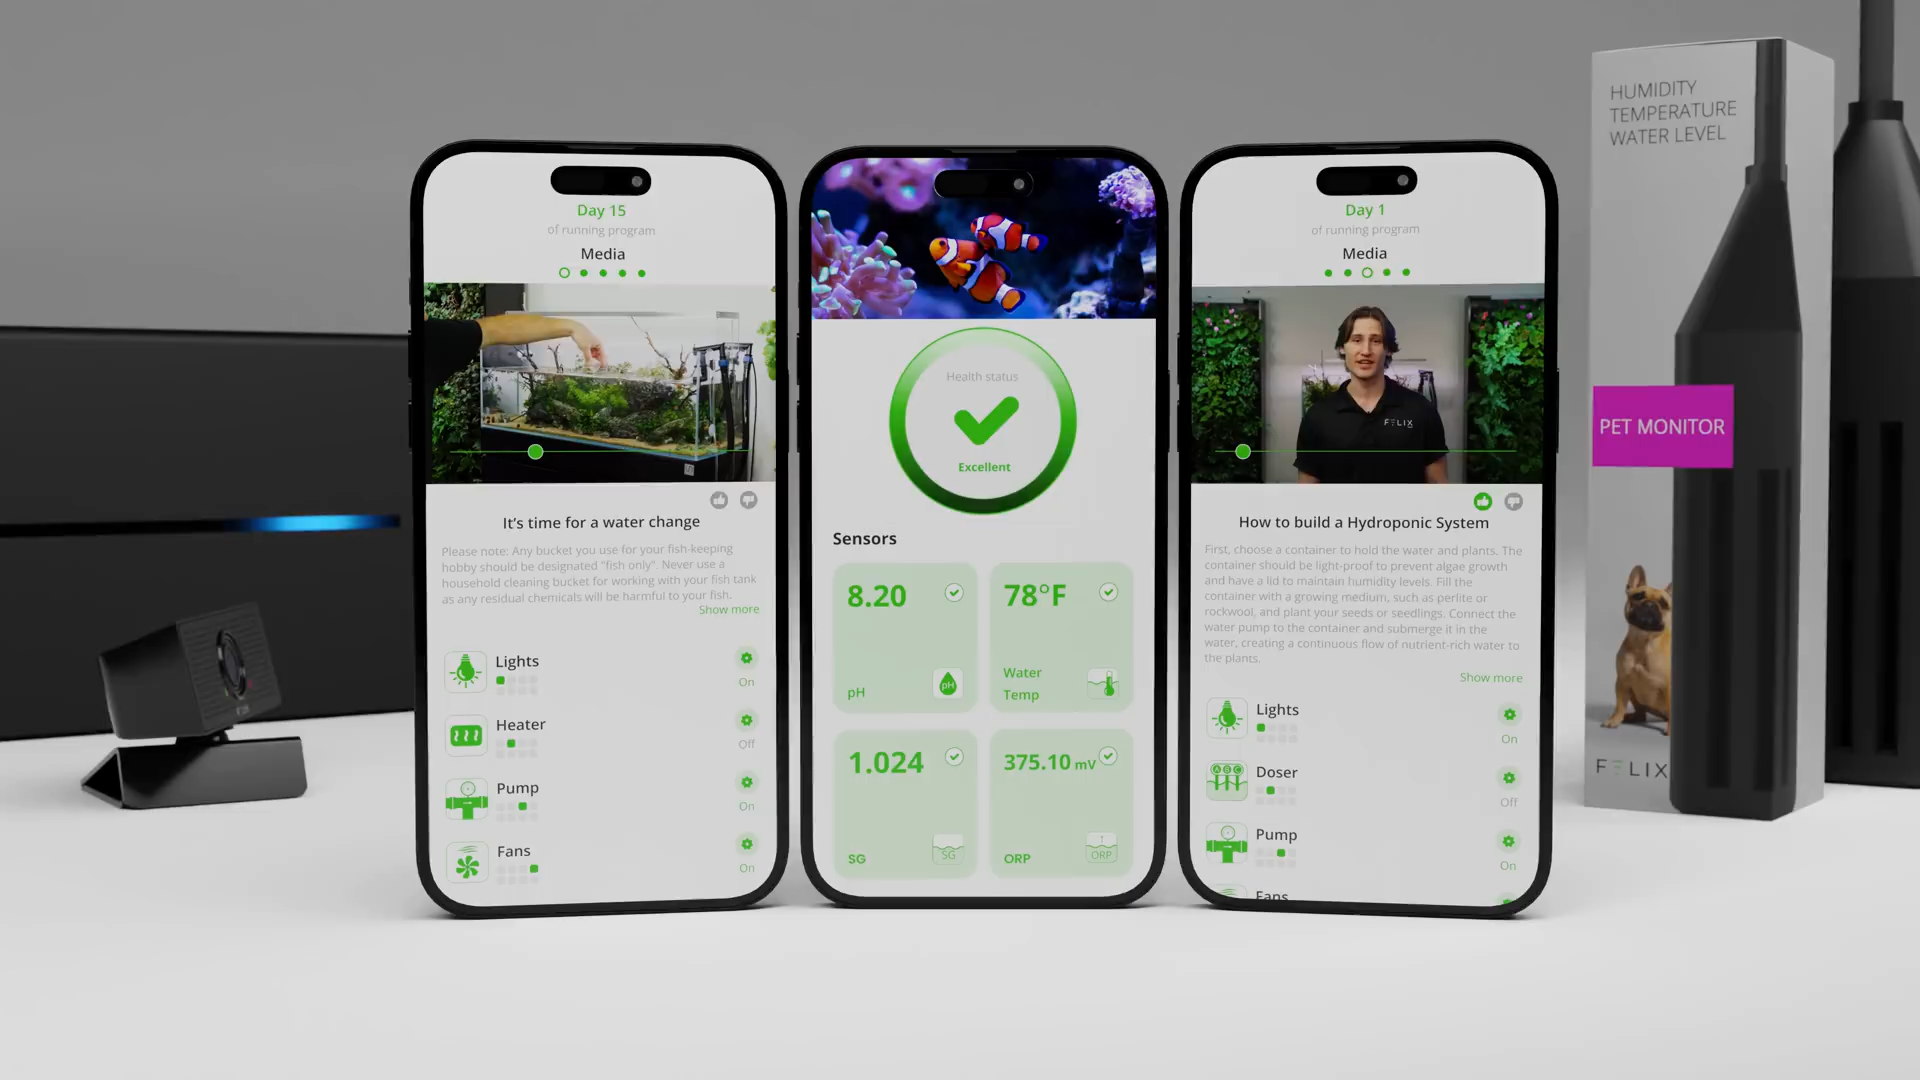 Day 15
of running program
Media
It's time for a water change
Please note: Any bucket you use for your fish-keeping
hobby should be designated "fish only". Never use a
household cleaning bucket for working with your fish tank
as any residual chemicals will be harmful to your fish.
Show more
Lights
On
Heater
Off
Pump
On
Fans
On
Health status
Excellent
Sensors
8.20
pH
pH
78°F
Water
Temp
1.024
SG
SG
375.10 mV
ORP
ORP
Day 1
of running program
Media
FELIX
How to build a Hydroponic System
First, choose a container to hold the water and plants. The
container should be light-proof to prevent algae growth
and have a lid to maintain humidity levels. Fill the
container with a growing medium, such as perlite or
rockwool, and plant your seeds or seedlings. Connect the
water pump to the container and submerge it in the
water, creating a continuous flow of nutrient-rich water to
the plants.
Show more
Lights
On
A B C
Doser
Off
Pump
On
Fans
HUMIDITY
TEMPERATURE
WATER LEVEL
PET MONITOR
FELIX